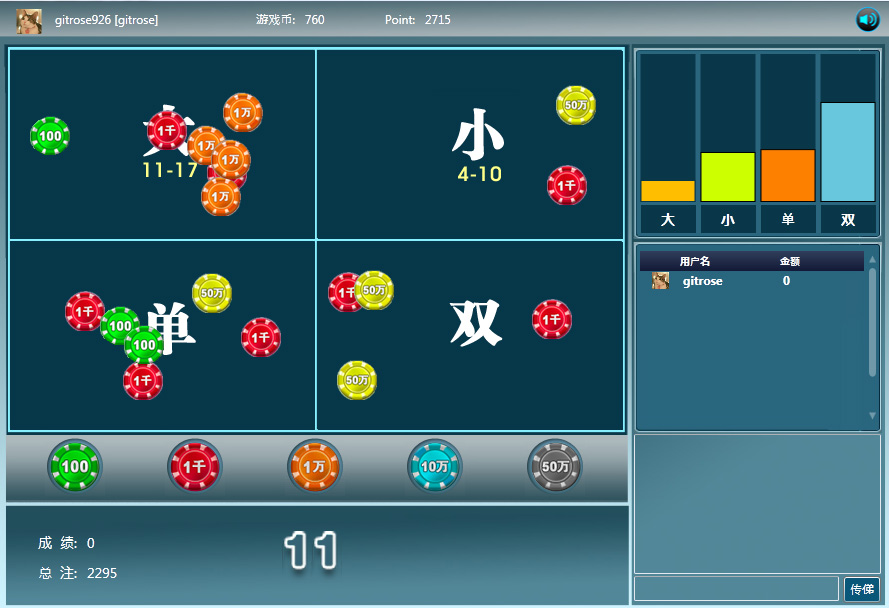 gitrose926 [gitrose] 游戏币: 760 Point: 2715
100 1千 1万 1万 1万 1万
大
11-17
小
4-10
50万
1千
单
1千 100 100 1千 50万 1千
双
1千 50万 50万 1千
100 1千 1万 10万 50万
成 绩: 0
总 注: 2295
11
大 小 单 双
用户名 金额
gitrose 0
传递